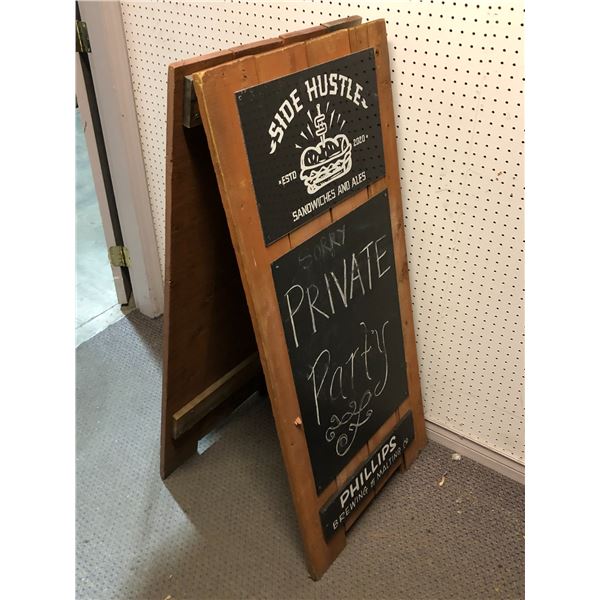 SIDE HUSTLE
ESTD 2020
SANDWICHES AND ALES
SORRY
PRIVATE
Party
PHILLIPS
BREWING & MALTING Co